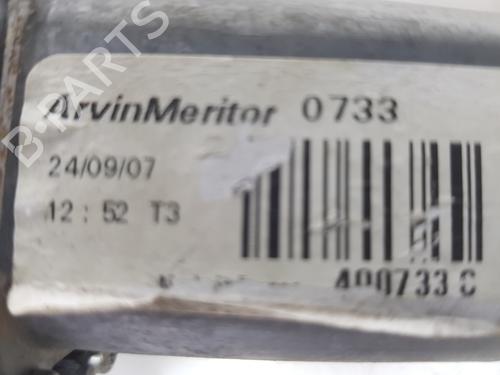 B-PARTS
ArvinMeritor 0733
24/09/07
12:52 T3
400733 C